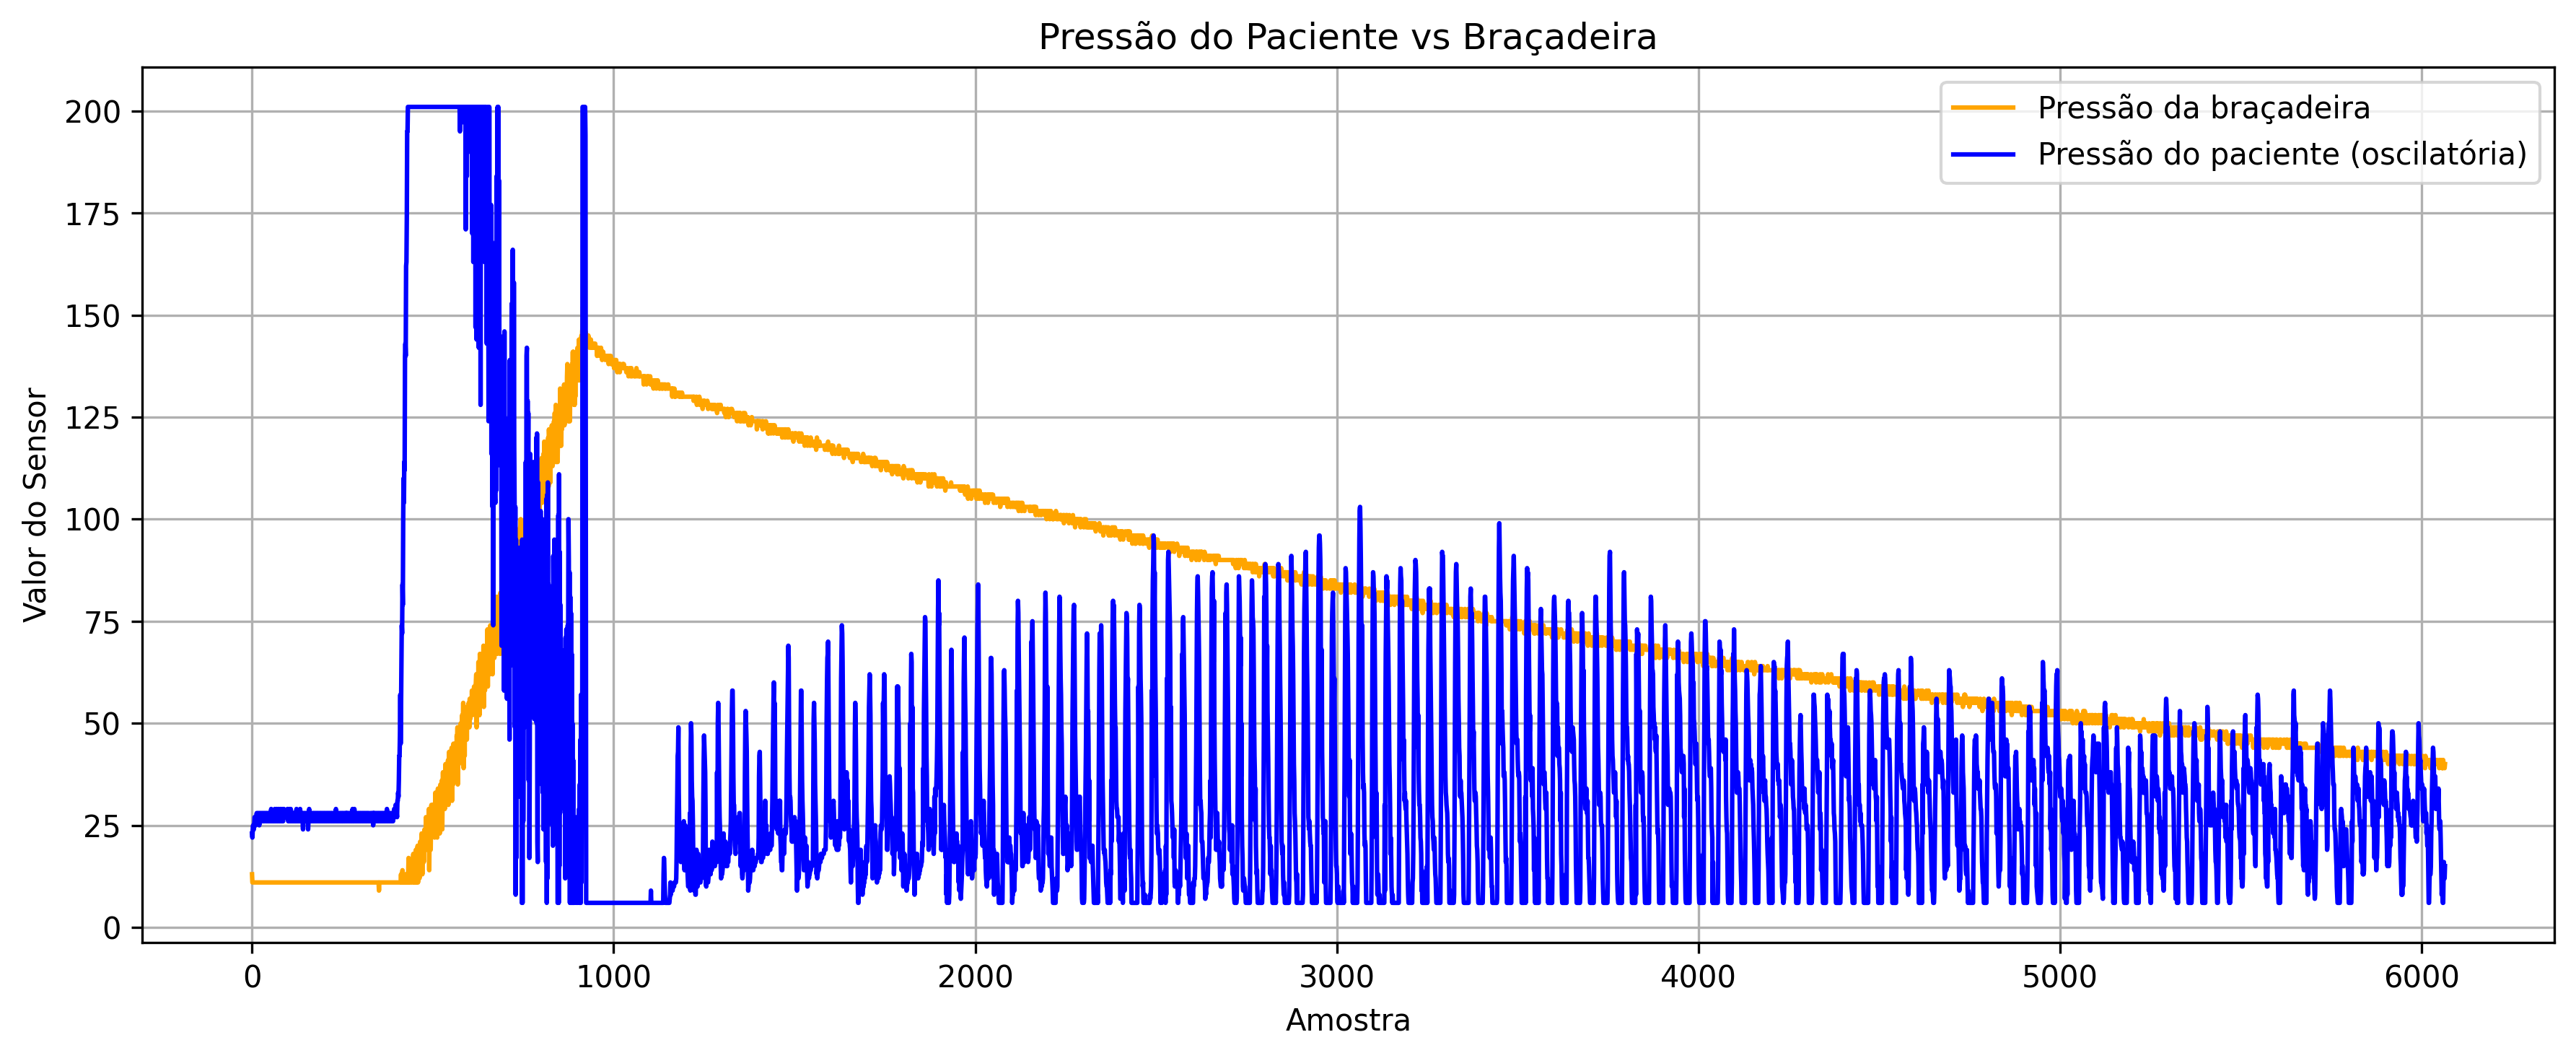 Pressão do Paciente vs Braçadeira
Pressão da braçadeira
Pressão do paciente (oscilatória)
Valor do Sensor
200
175
150
125
100
75
50
25
0
0 1000 2000 3000 4000 5000 6000
Amostra